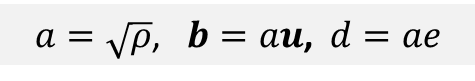 a = √ρ, b = au, d = ae